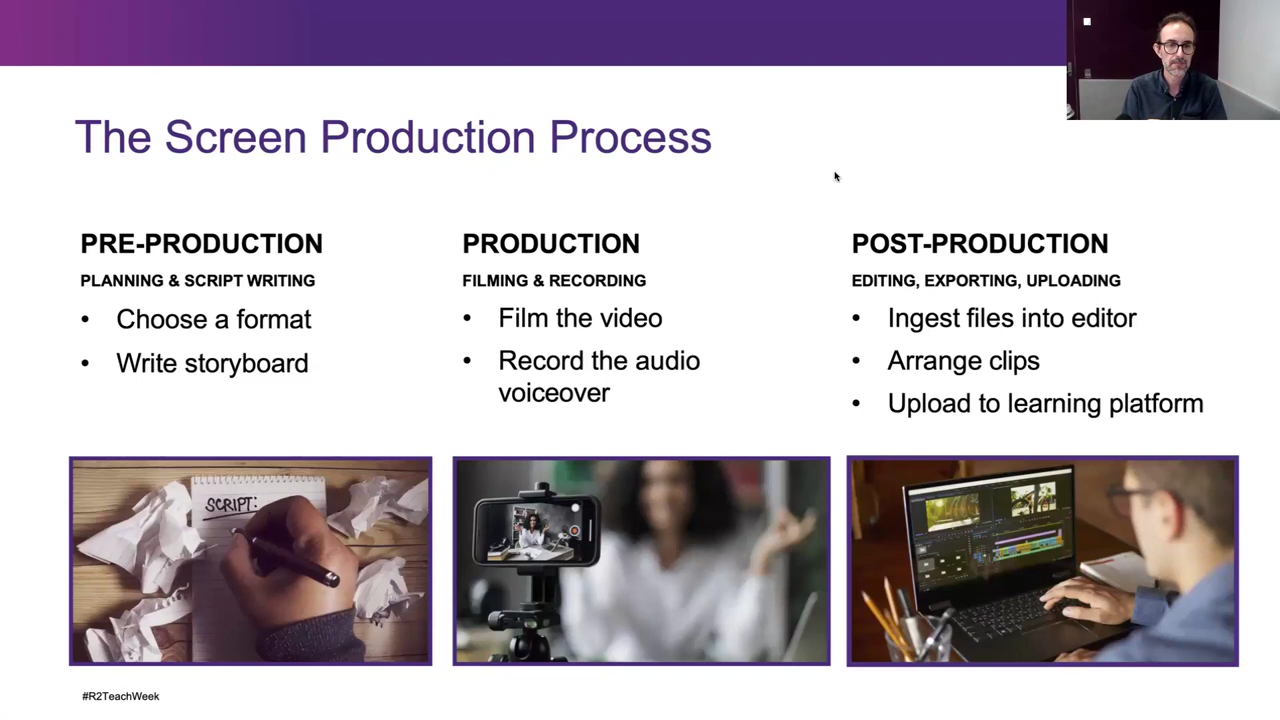 The Screen Production Process
PRE-PRODUCTION
PLANNING & SCRIPT WRITING
• Choose a format
• Write storyboard
PRODUCTION
FILMING & RECORDING
• Film the video
• Record the audio
voiceover
POST-PRODUCTION
EDITING, EXPORTING, UPLOADING
• Ingest files into editor
• Arrange clips
• Upload to learning platform
SCRIPT:
#R2TeachWeek